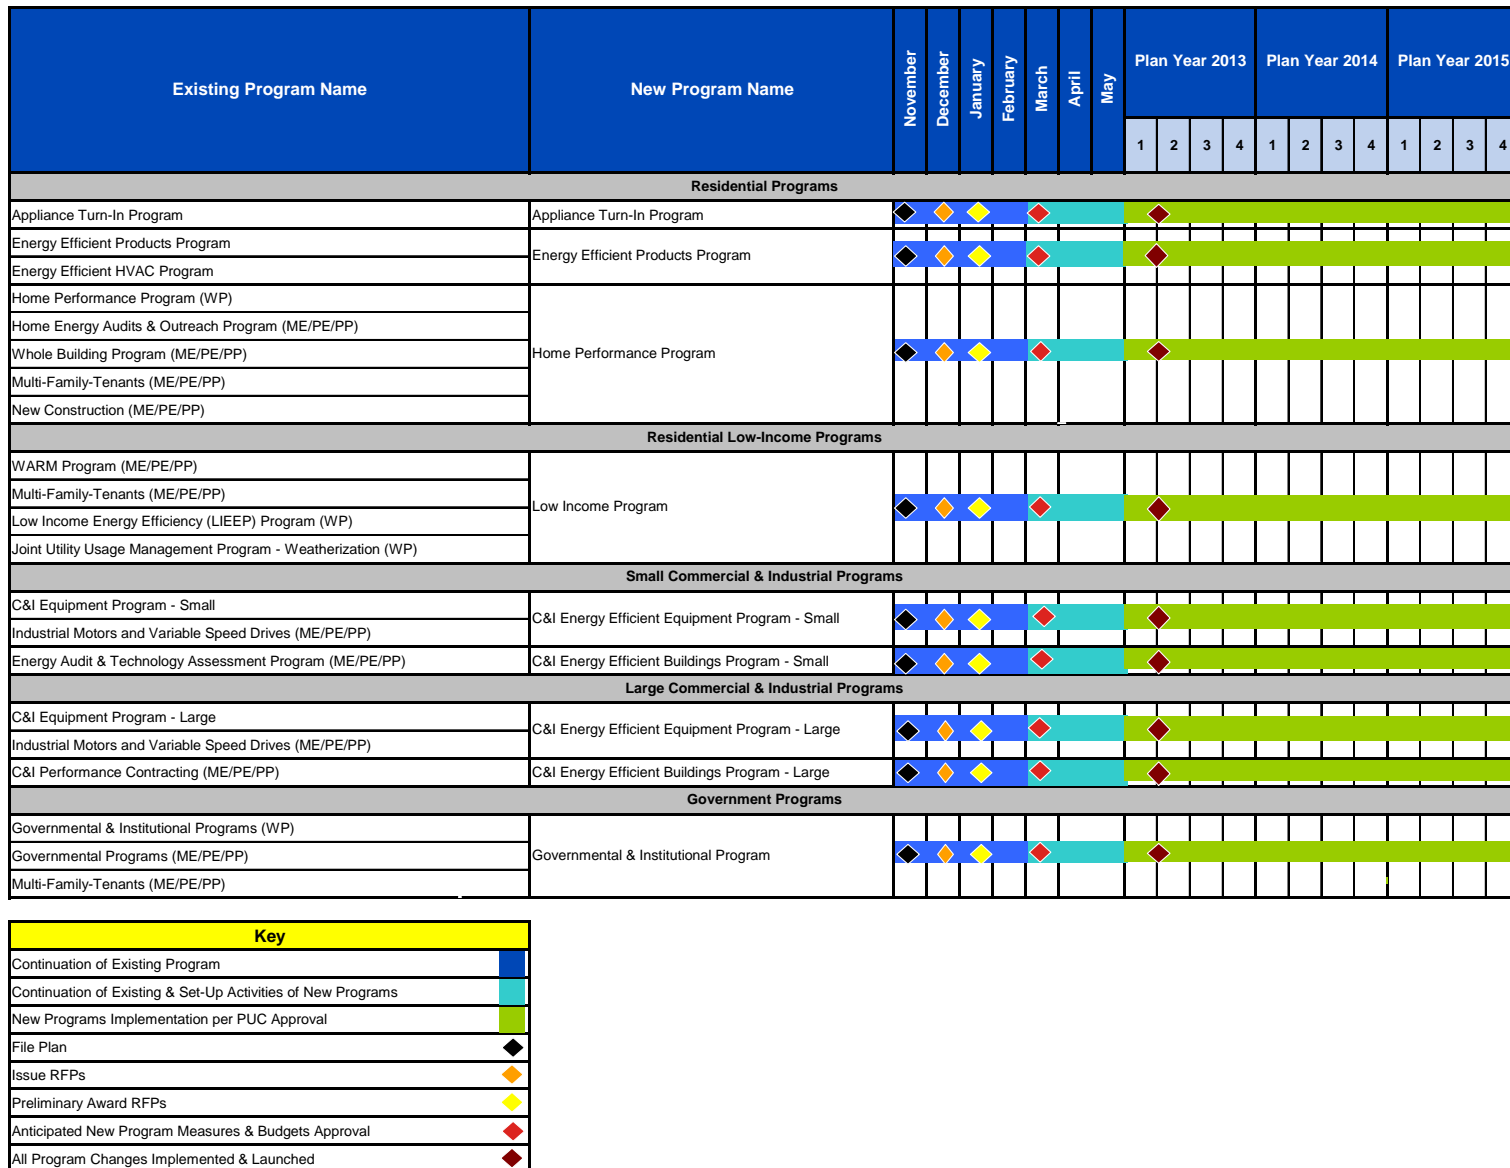 Existing Program Name
New Program Name
November
December
January
February
March
April
May
Plan Year 2013
Plan Year 2014
Plan Year 2015
1 2 3 4 1 2 3 4 1 2 3 4
Residential Programs
Appliance Turn-In Program
Appliance Turn-In Program
Energy Efficient Products Program
Energy Efficient HVAC Program
Energy Efficient Products Program
Home Performance Program (WP)
Home Energy Audits & Outreach Program (ME/PE/PP)
Whole Building Program (ME/PE/PP)
Multi-Family-Tenants (ME/PE/PP)
New Construction (ME/PE/PP)
Home Performance Program
Residential Low-Income Programs
WARM Program (ME/PE/PP)
Multi-Family-Tenants (ME/PE/PP)
Low Income Energy Efficiency (LIEEP) Program (WP)
Joint Utility Usage Management Program - Weatherization (WP)
Low Income Program
Small Commercial & Industrial Programs
C&I Equipment Program - Small
Industrial Motors and Variable Speed Drives (ME/PE/PP)
C&I Energy Efficient Equipment Program - Small
Energy Audit & Technology Assessment Program (ME/PE/PP)
C&I Energy Efficient Buildings Program - Small
Large Commercial & Industrial Programs
C&I Equipment Program - Large
Industrial Motors and Variable Speed Drives (ME/PE/PP)
C&I Energy Efficient Equipment Program - Large
C&I Performance Contracting (ME/PE/PP)
C&I Energy Efficient Buildings Program - Large
Government Programs
Governmental & Institutional Programs (WP)
Governmental Programs (ME/PE/PP)
Multi-Family-Tenants (ME/PE/PP)
Governmental & Institutional Program
Key
Continuation of Existing Program
Continuation of Existing & Set-Up Activities of New Programs
New Programs Implementation per PUC Approval
File Plan
Issue RFPs
Preliminary Award RFPs
Anticipated New Program Measures & Budgets Approval
All Program Changes Implemented & Launched